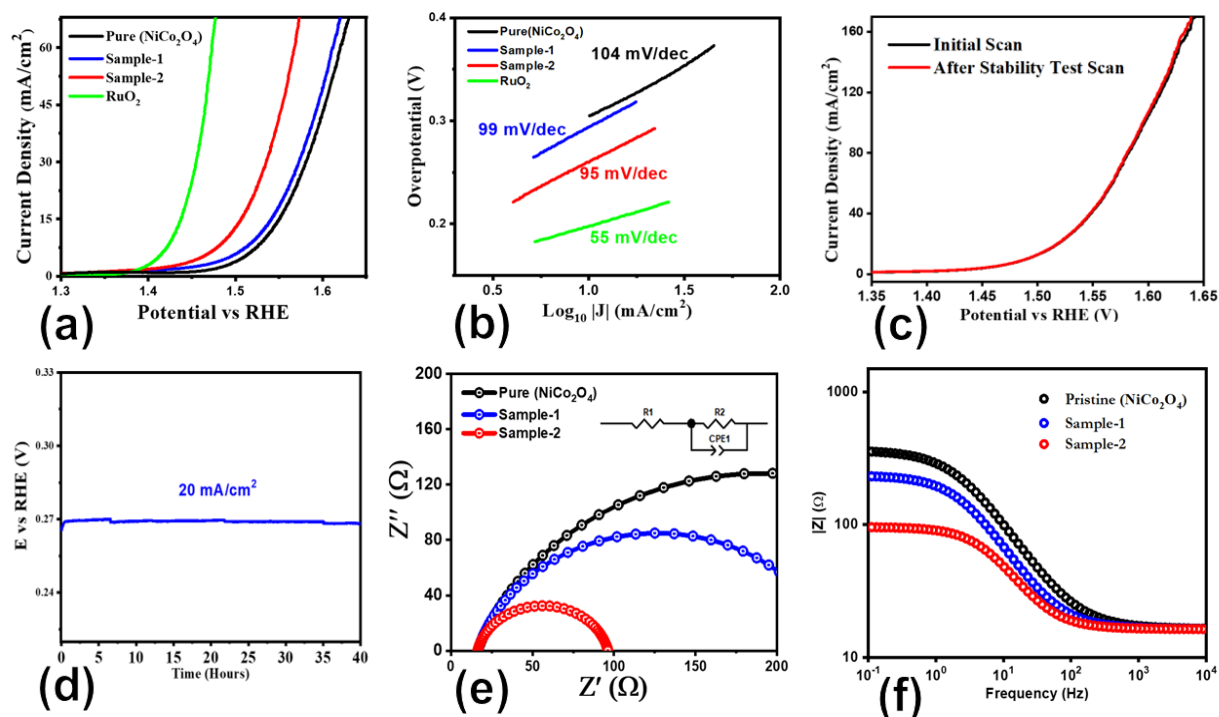 Pure (NiCo₂O₄)
Sample-1
Sample-2
RuO₂
Current Density (mA/cm²)
60
45
30
15
0
1.3 1.4 1.5 1.6
Potential vs RHE
(a)
Pure(NiCo₂O₄)
Sample-1
Sample-2
RuO₂
104 mV/dec
99 mV/dec
95 mV/dec
55 mV/dec
Overpotential (V)
0.4
0.3
0.2
0.5 1.0 1.5 2.0
Log₁₀ |J| (mA/cm²)
(b)
Initial Scan
After Stability Test Scan
Current Density (mA/cm²)
160
120
80
40
0
1.35 1.40 1.45 1.50 1.55 1.60 1.65
Potential vs RHE (V)
(c)
E vs RHE (V)
0.33
0.30
0.27
0.24
20 mA/cm²
0 5 10 15 20 25 30 35 40
Time (Hours)
(d)
Pure (NiCo₂O₄)
Sample-1
Sample-2
R1 R2
CPE1
Z'' (Ω)
200
160
120
80
40
0
0 50 100 150 200
Z' (Ω)
(e)
Pristine (NiCo₂O₄)
Sample-1
Sample-2
|Z| (Ω)
1000
100
10
10⁻¹ 10⁰ 10¹ 10² 10³ 10⁴
Frequency (Hz)
(f)